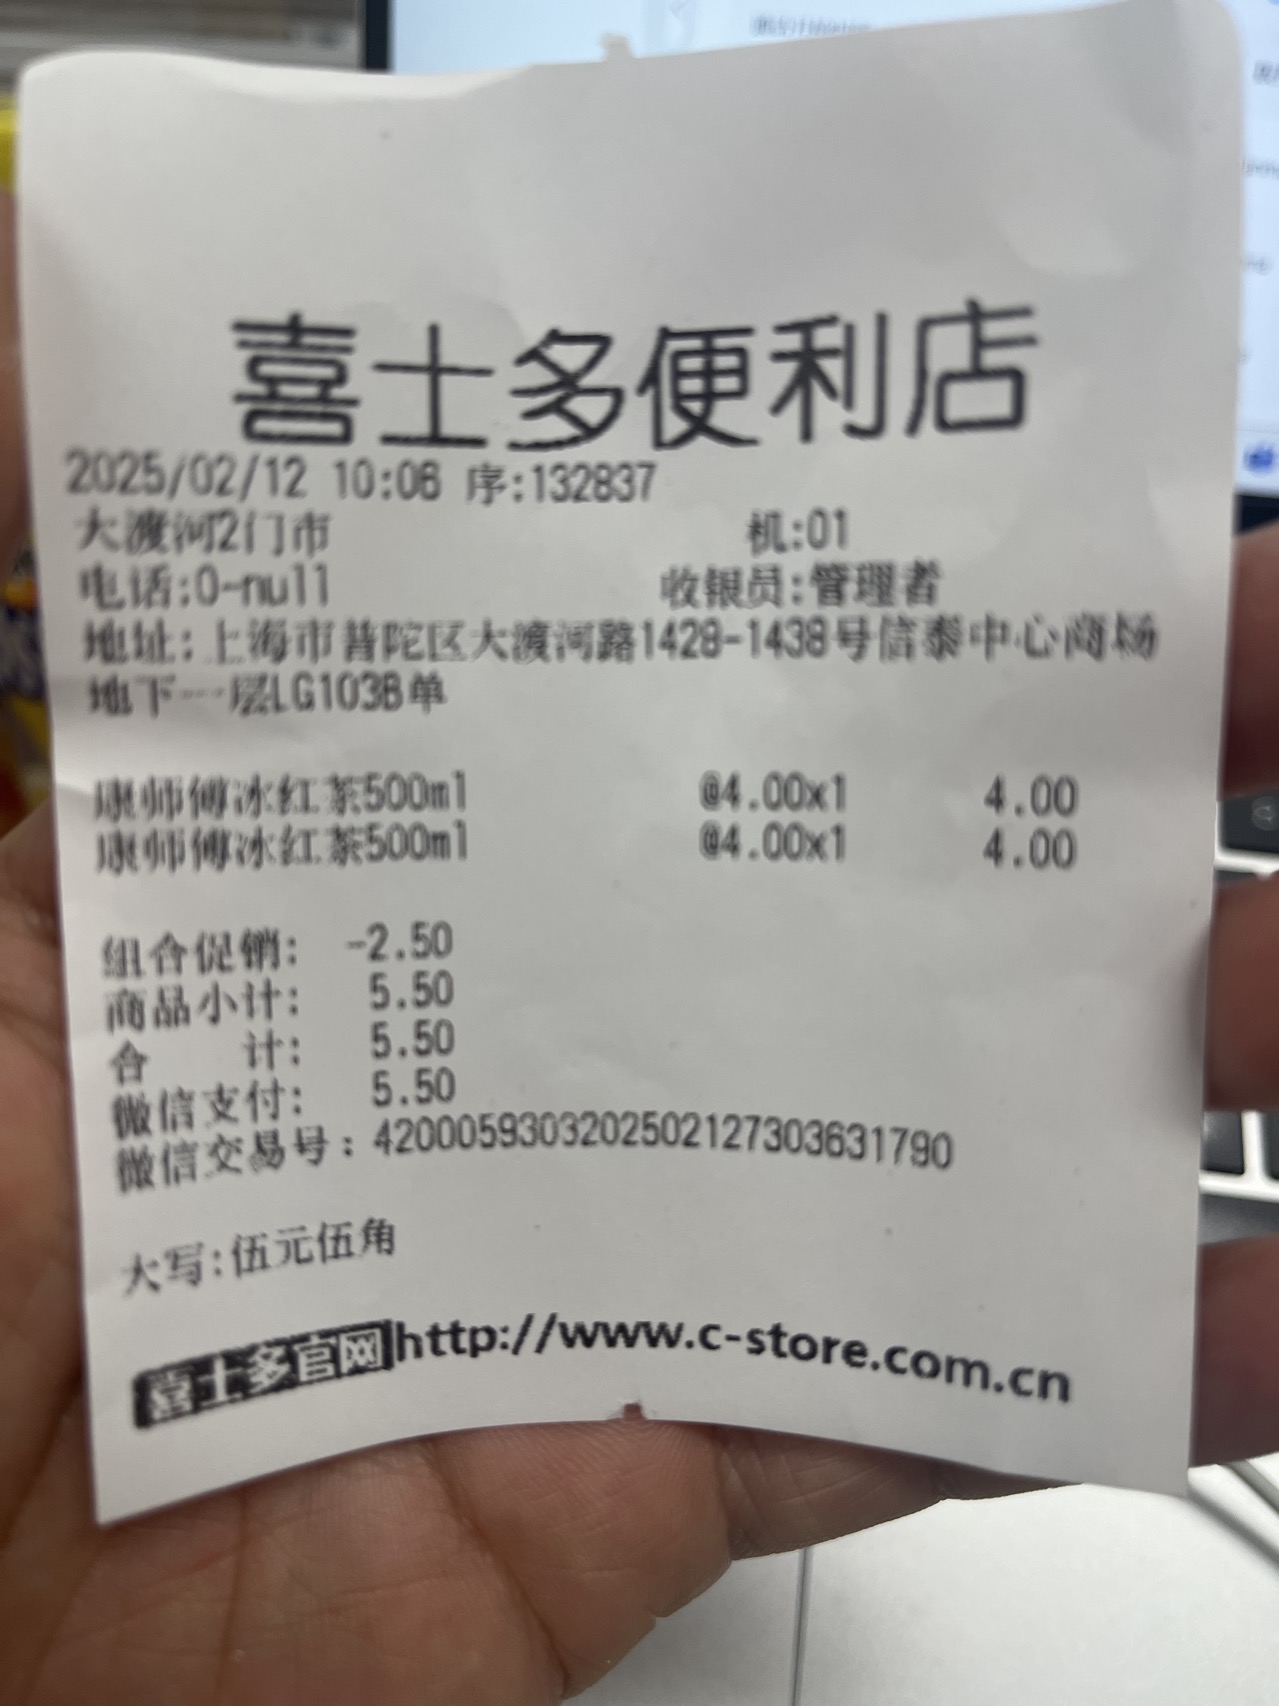 喜士多便利店
2025/02/12 10:06 序:132837
大渡河2门市 机:01
电话:0-null 收银员:管理者
地址:上海市普陀区大渡河路1428-1438号信泰中心商场
地下一层LG103B单
康师傅冰红茶500ml @4.00x1 4.00
康师傅冰红茶500ml @4.00x1 4.00
组合促销: -2.50
商品小计: 5.50
合 计: 5.50
微信支付: 5.50
微信交易号: 4200059303202502127303631790
大写:伍元伍角
喜士多官网http://www.c-store.com.cn